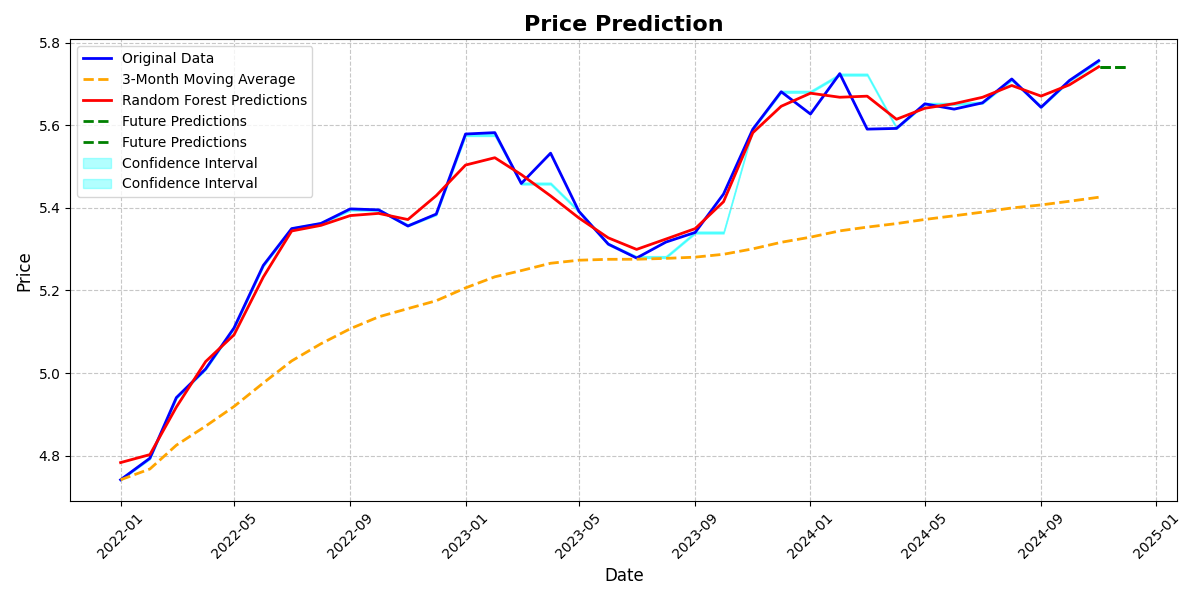 Price Prediction
Original Data
3-Month Moving Average
Random Forest Predictions
Future Predictions
Future Predictions
Confidence Interval
Confidence Interval
5.8
5.6
5.4
5.2
5.0
4.8
Price
2022-01
2022-05
2022-09
2023-01
2023-05
2023-09
2024-01
2024-05
2024-09
2025-01
Date